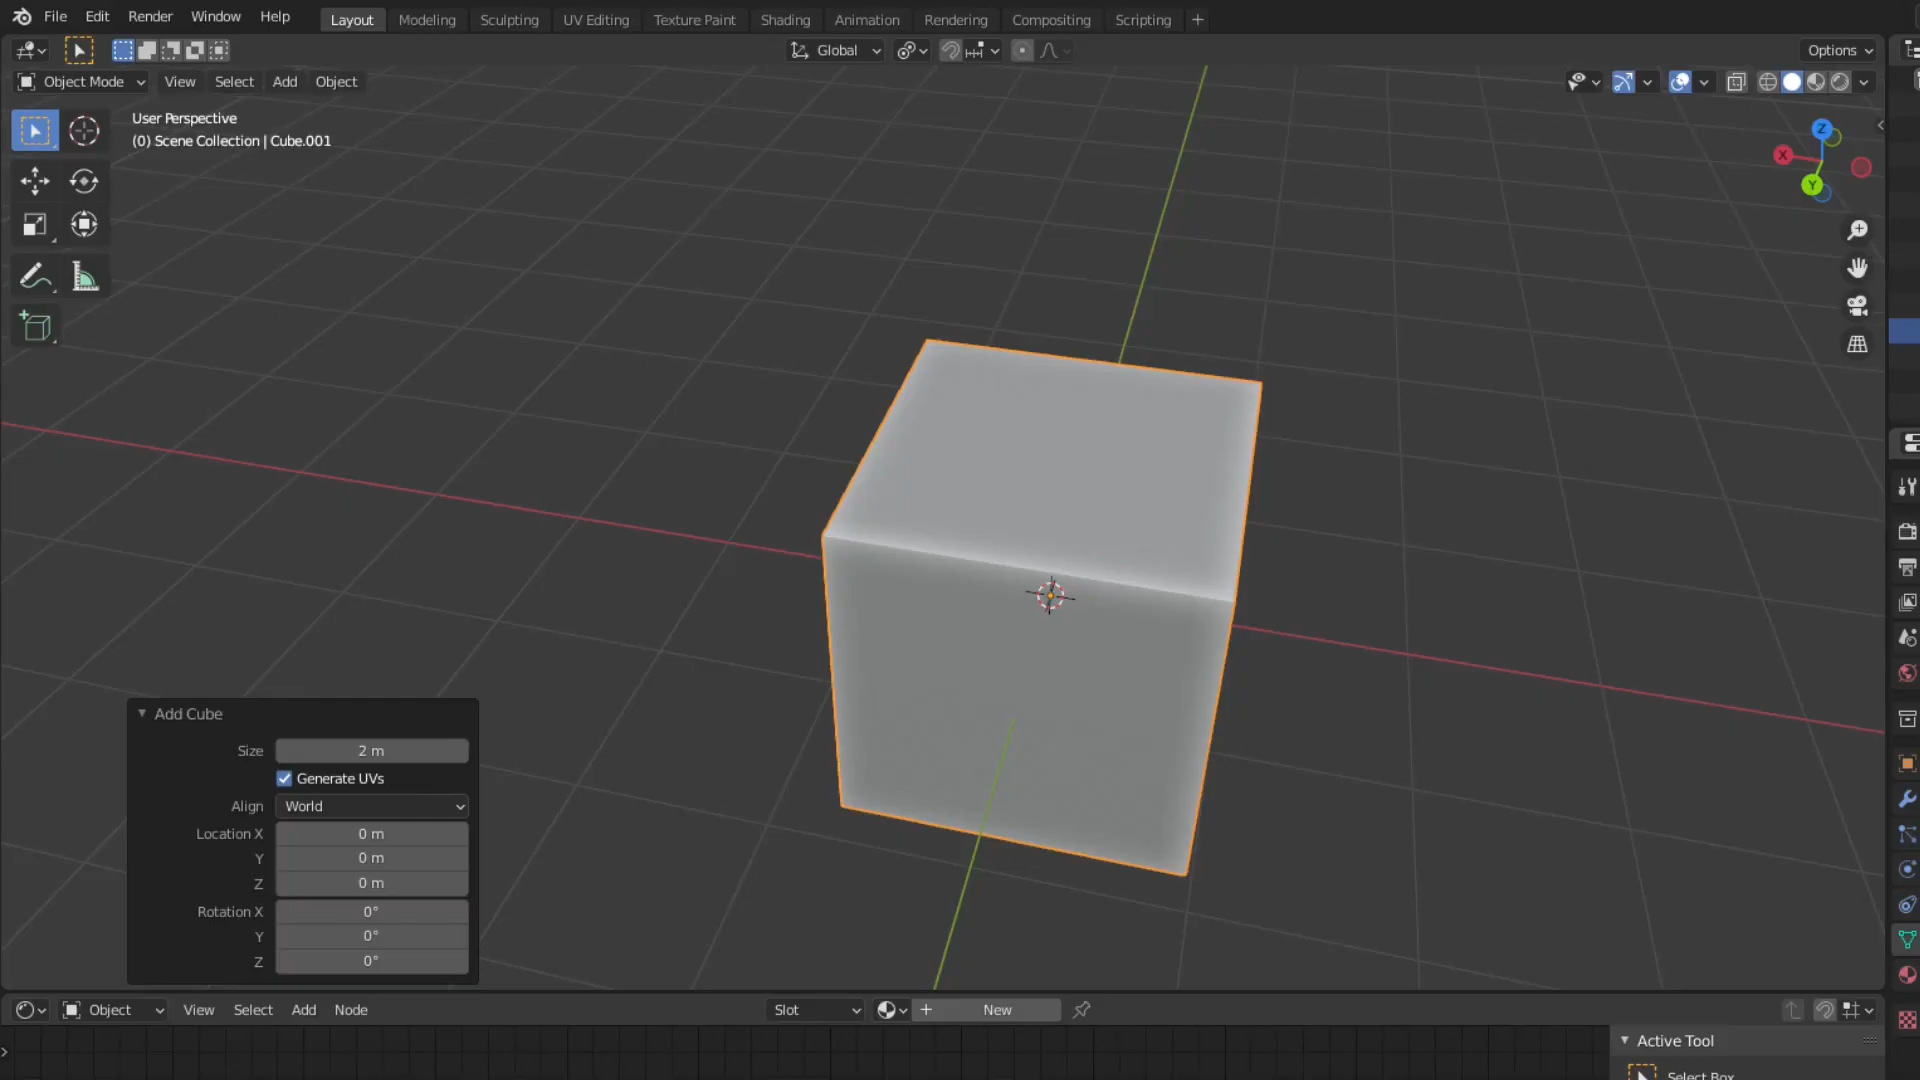 File Edit Render Window Help Layout Modeling Sculpting UV Editing Texture Paint Shading Animation Rendering Compositing Scripting +
Global Options
Object Mode View Select Add Object
User Perspective
(0) Scene Collection | Cube.001
Z
X
Y
Add Cube
Size 2 m
Generate UVs
Align World
Location X 0 m
Y 0 m
Z 0 m
Rotation X 0°
Y 0°
Z 0°
Object View Select Add Node Slot + New
Active Tool
Select Box